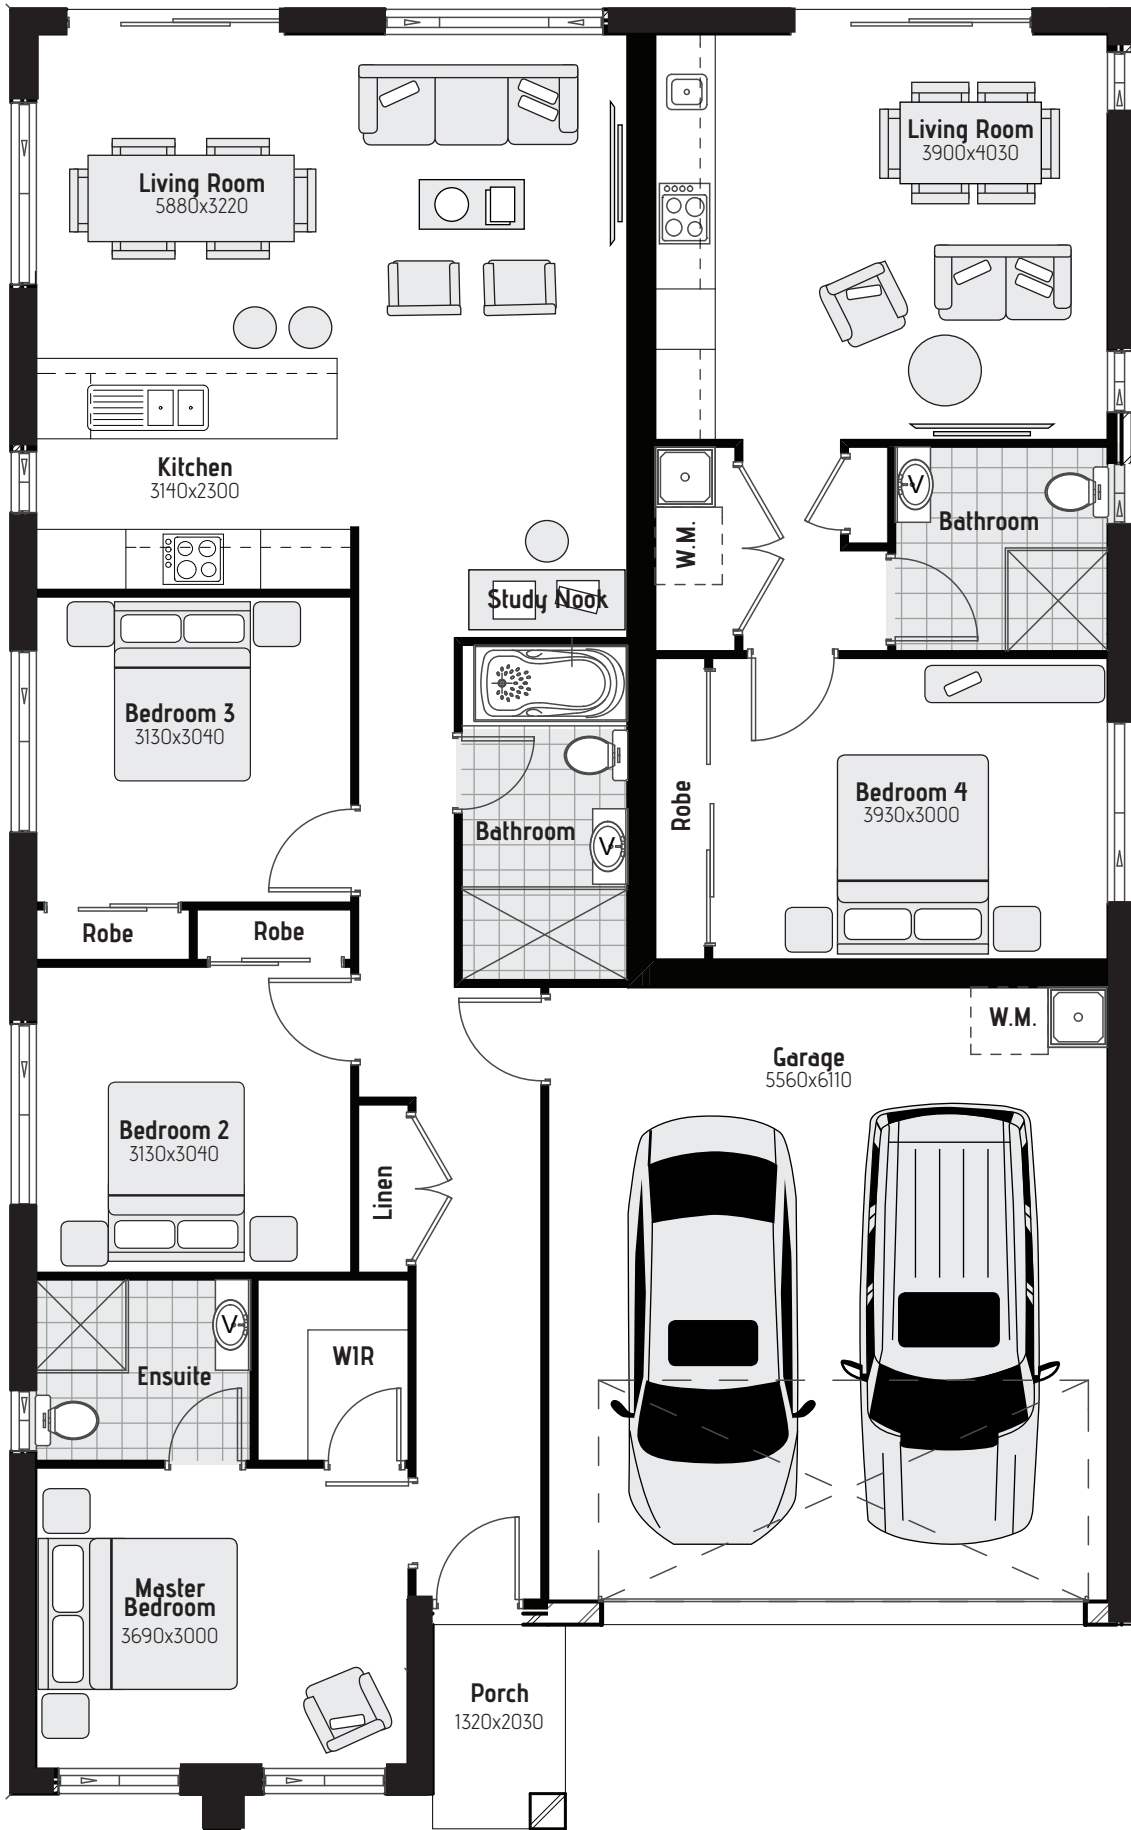 Living Room
5880x3220
Living Room
3900x4030
Kitchen
3140x2300
W.M.
V
Bathroom
Study Nook
Bedroom 3
3130x3040
Bathroom
V
Robe
Bedroom 4
3930x3000
Robe
Robe
W.M.
Garage
5560x6110
Bedroom 2
3130x3040
Linen
V
Ensuite
WIR
Master
Bedroom
3690x3000
Porch
1320x2030